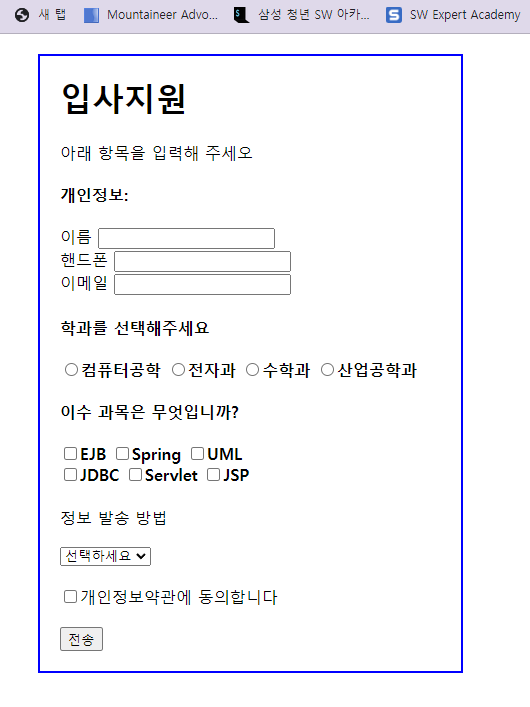 새 탭 Mountaineer Advo... 삼성 청년 SW 아카... SW Expert Academy
입사지원
아래 항목을 입력해 주세오
개인정보:
이름
핸드폰
이메일
학과를 선택해주세요
컴퓨터공학 전자과 수학과 산업공학과
이수 과목은 무엇입니까?
EJB Spring UML
JDBC Servlet JSP
정보 발송 방법
선택하세요
개인정보약관에 동의합니다
전송